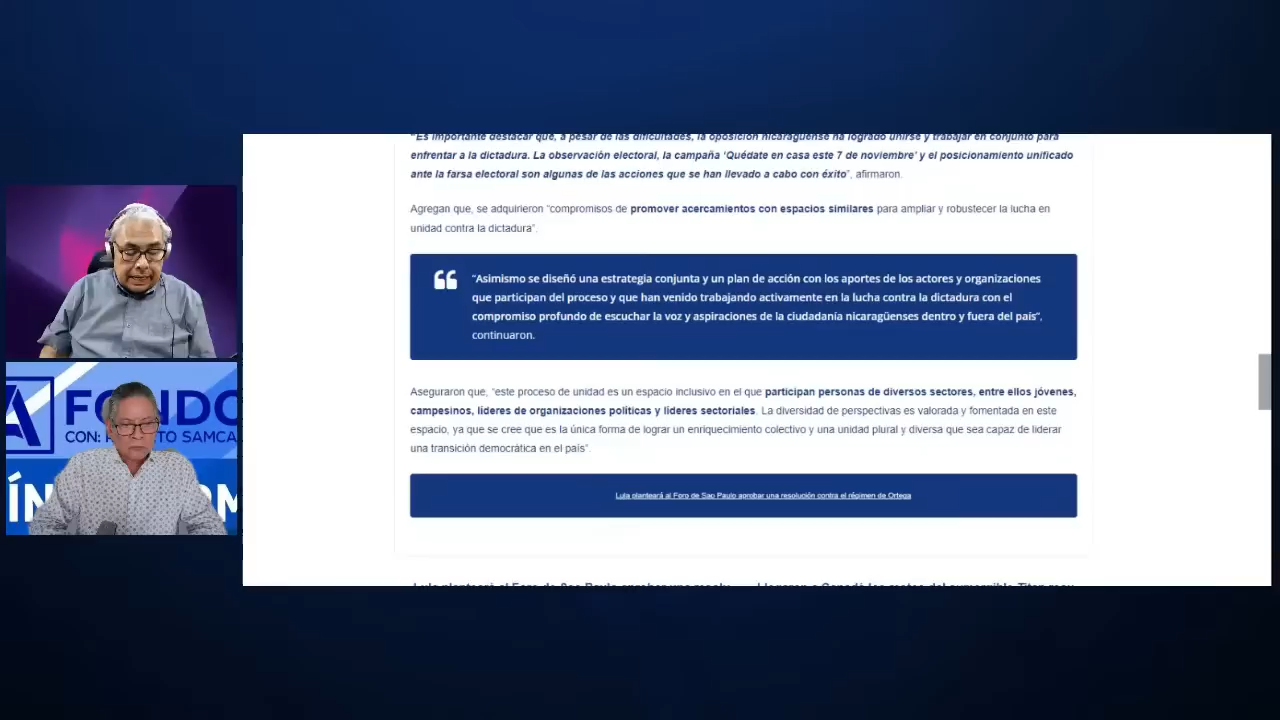 "Es importante destacar que, a pesar de las dificultades, la oposición nicaragüense ha logrado unirse y trabajar en conjunto para
enfrentar a la dictadura. La observación electoral, la campaña 'Quédate en casa este 7 de noviembre' y el posicionamiento unificado
ante la farsa electoral son algunas de las acciones que se han llevado a cabo con éxito", afirmaron.
Agregan que, se adquirieron "compromisos de promover acercamientos con espacios similares para ampliar y robustecer la lucha en
unidad contra la dictadura".
"Asimismo se diseñó una estrategia conjunta y un plan de acción con los aportes de los actores y organizaciones
que participan del proceso y que han venido trabajando activamente en la lucha contra la dictadura con el
compromiso profundo de escuchar la voz y aspiraciones de la ciudadanía nicaragüenses dentro y fuera del país",
continuaron.
Aseguraron que, "este proceso de unidad es un espacio inclusivo en el que participan personas de diversos sectores, entre ellos jóvenes,
campesinos, líderes de organizaciones políticas y líderes sectoriales. La diversidad de perspectivas es valorada y fomentada en este
espacio, ya que se cree que es la única forma de lograr un enriquecimiento colectivo y una unidad plural y diversa que sea capaz de liderar
una transición democrática en el país".
Lula planteará al Foro de Sao Paulo aprobar una resolución contra el régimen de Ortega
A FONDO
CON: